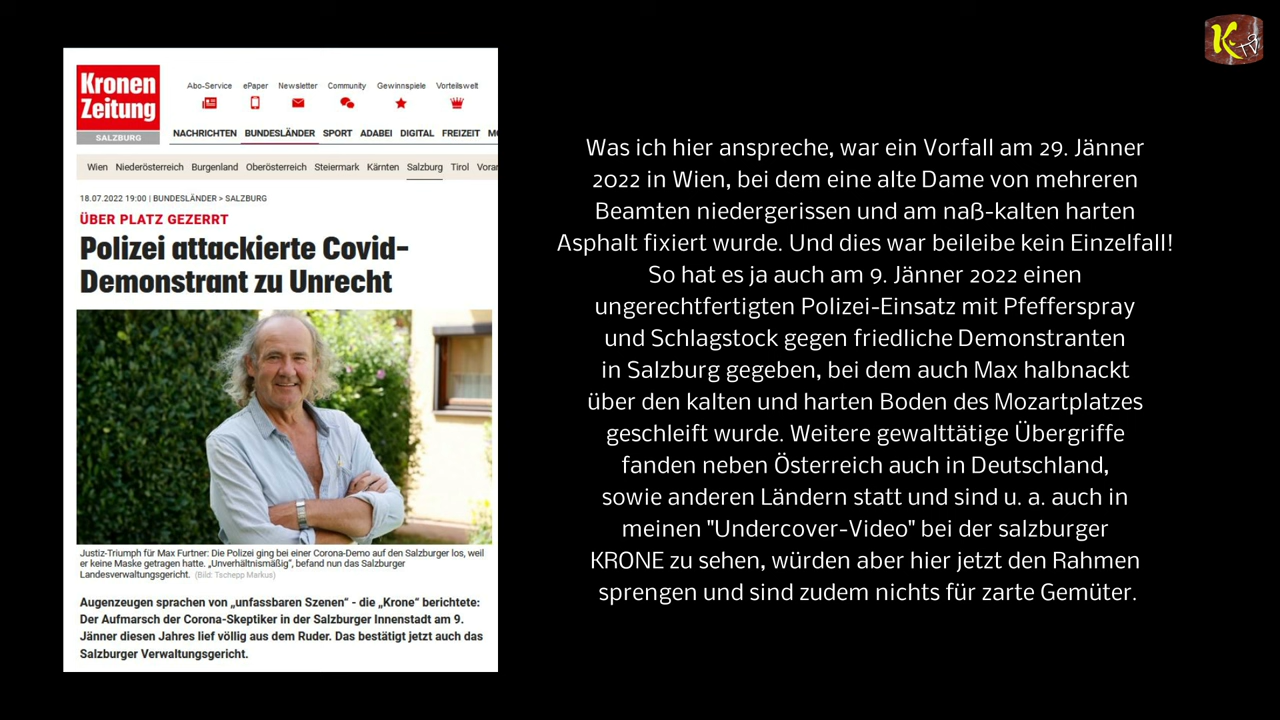 K-TV
Kronen
Zeitung
SALZBURG
Abo-Service ePaper Newsletter Community Gewinnspiele Vorteilswelt
NACHRICHTEN BUNDESLÄNDER SPORT ADABEI DIGITAL FREIZEIT
Wien Niederösterreich Burgenland Oberösterreich Steiermark Kärnten Salzburg Tirol
18.07.2022 19:00 | BUNDESLÄNDER > SALZBURG
ÜBER PLATZ GEZERRT
Polizei attackierte Covid-
Demonstrant zu Unrecht
Justiz-Triumph für Max Furtner: Die Polizei ging bei einer Corona-Demo auf den Salzburger los, weil
er keine Maske getragen hatte. „Unverhältnismäßig“, befand nun das Salzburger
Landesverwaltungsgericht. (Bild: Tschepp Markus)
Augenzeugen sprachen von „unfassbaren Szenen“ - die „Krone“ berichtete:
Der Aufmarsch der Corona-Skeptiker in der Salzburger Innenstadt am 9.
Jänner diesen Jahres lief völlig aus dem Ruder. Das bestätigt jetzt auch das
Salzburger Verwaltungsgericht.
Was ich hier anspreche, war ein Vorfall am 29. Jänner
2022 in Wien, bei dem eine alte Dame von mehreren
Beamten niedergerissen und am naß-kalten harten
Asphalt fixiert wurde. Und dies war beileibe kein Einzelfall!
So hat es ja auch am 9. Jänner 2022 einen
ungerechtfertigten Polizei-Einsatz mit Pfefferspray
und Schlagstock gegen friedliche Demonstranten
in Salzburg gegeben, bei dem auch Max halbnackt
über den kalten und harten Boden des Mozartplatzes
geschleift wurde. Weitere gewalttätige Übergriffe
fanden neben Österreich auch in Deutschland,
sowie anderen Ländern statt und sind u. a. auch in
meinen "Undercover-Video" bei der salzburger
KRONE zu sehen, würden aber hier jetzt den Rahmen
sprengen und sind zudem nichts für zarte Gemüter.